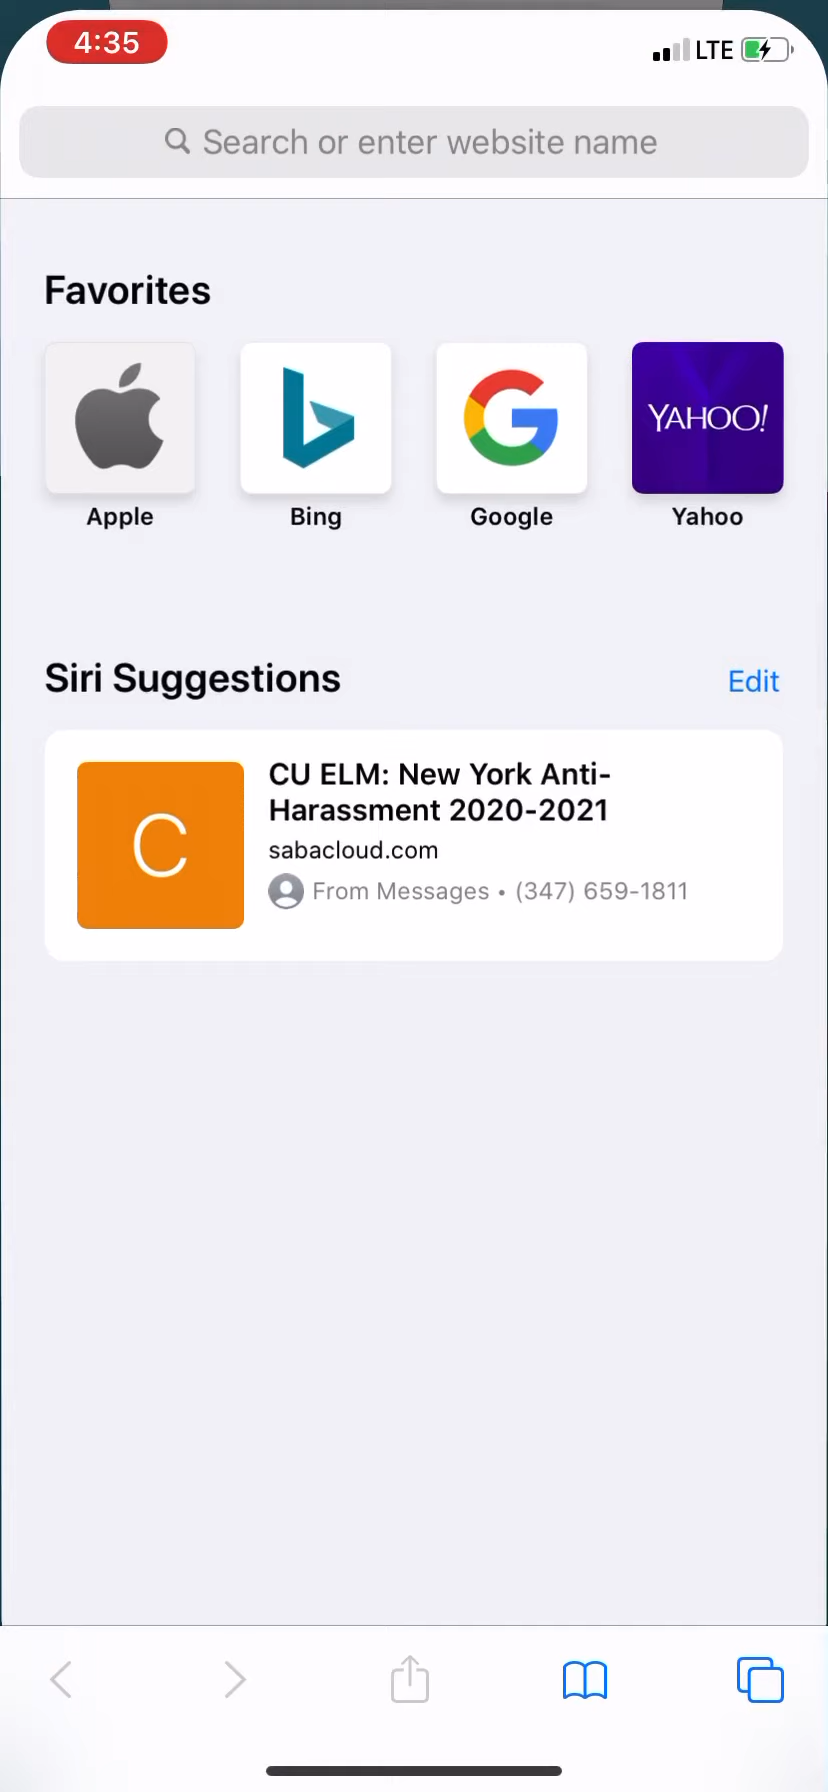 4:35
LTE
Search or enter website name
Favorites
YAHOO!
Apple
Bing
Google
Yahoo
Siri Suggestions
Edit
C
CU ELM: New York Anti-
Harassment 2020-2021
sabacloud.com
From Messages • (347) 659-1811